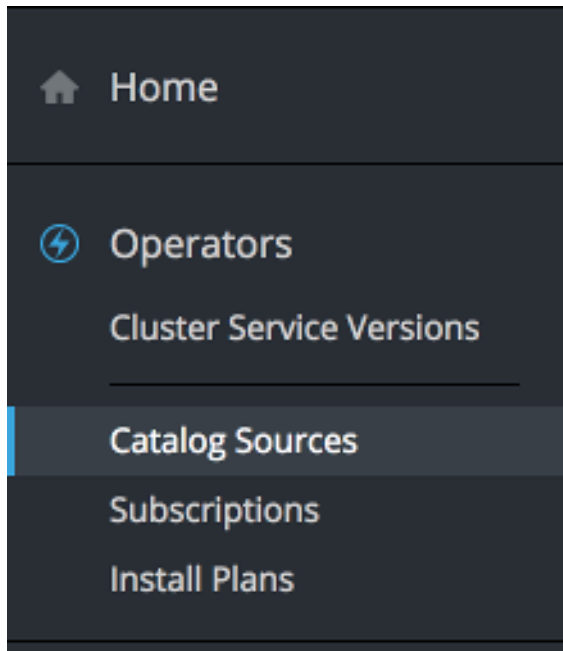 Home
Operators
Cluster Service Versions
Catalog Sources
Subscriptions
Install Plans